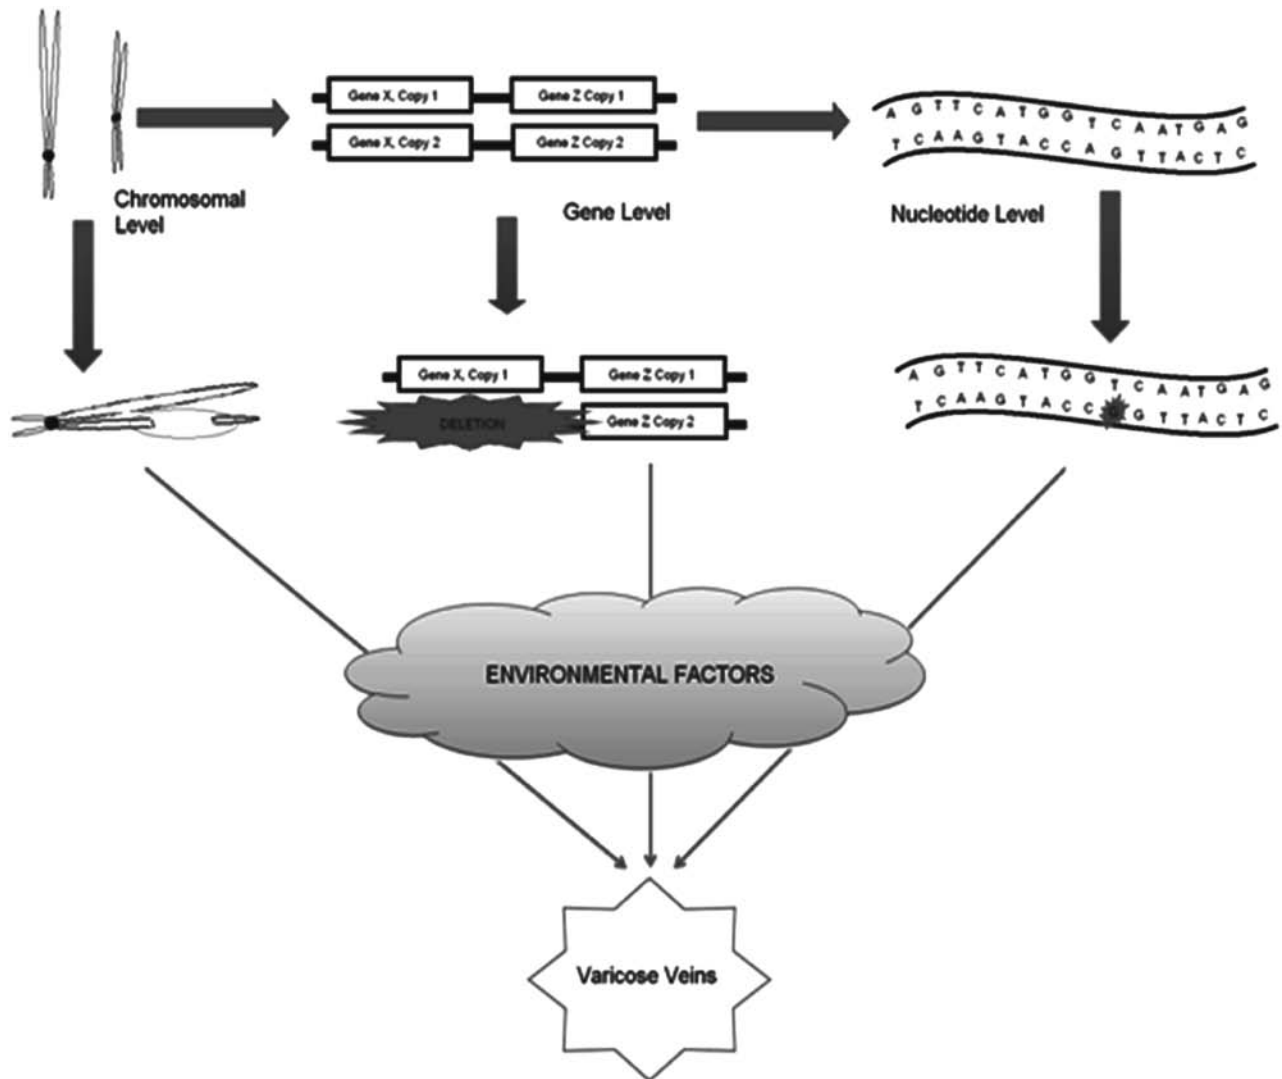 Gene X, Copy 1
Gene Z Copy 1
Gene X, Copy 2
Gene Z Copy 2
A G T T C A T G G T C A A T G A G
T C A A G T A C C A G T T A C T C
Chromosomal
Level
Gene Level
Nucleotide Level
Gene X, Copy 1
Gene Z Copy 1
DELETION
Gene Z Copy 2
A G T T C A T G G T C A A T G A G
T C A A G T A C C G G T T A C T C
ENVIRONMENTAL FACTORS
Varicose Veins